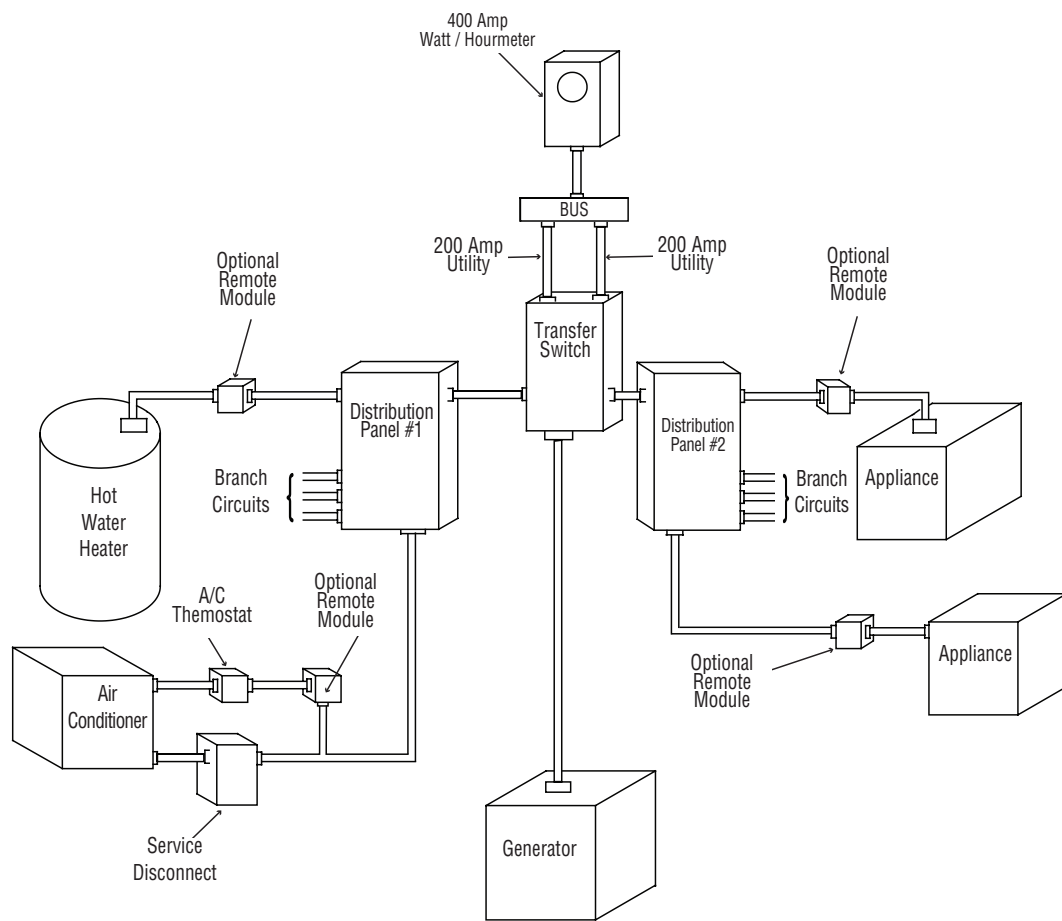 400 Amp
Watt / Hourmeter
BUS
200 Amp
Utility
200 Amp
Utility
Optional
Remote
Module
Optional
Remote
Module
Transfer
Switch
Distribution
Panel #1
Distribution
Panel #2
Hot
Water
Heater
Branch
Circuits
Branch
Circuits
Appliance
A/C
Themostat
Optional
Remote
Module
Air
Conditioner
Optional
Remote
Module
Appliance
Service
Disconnect
Generator